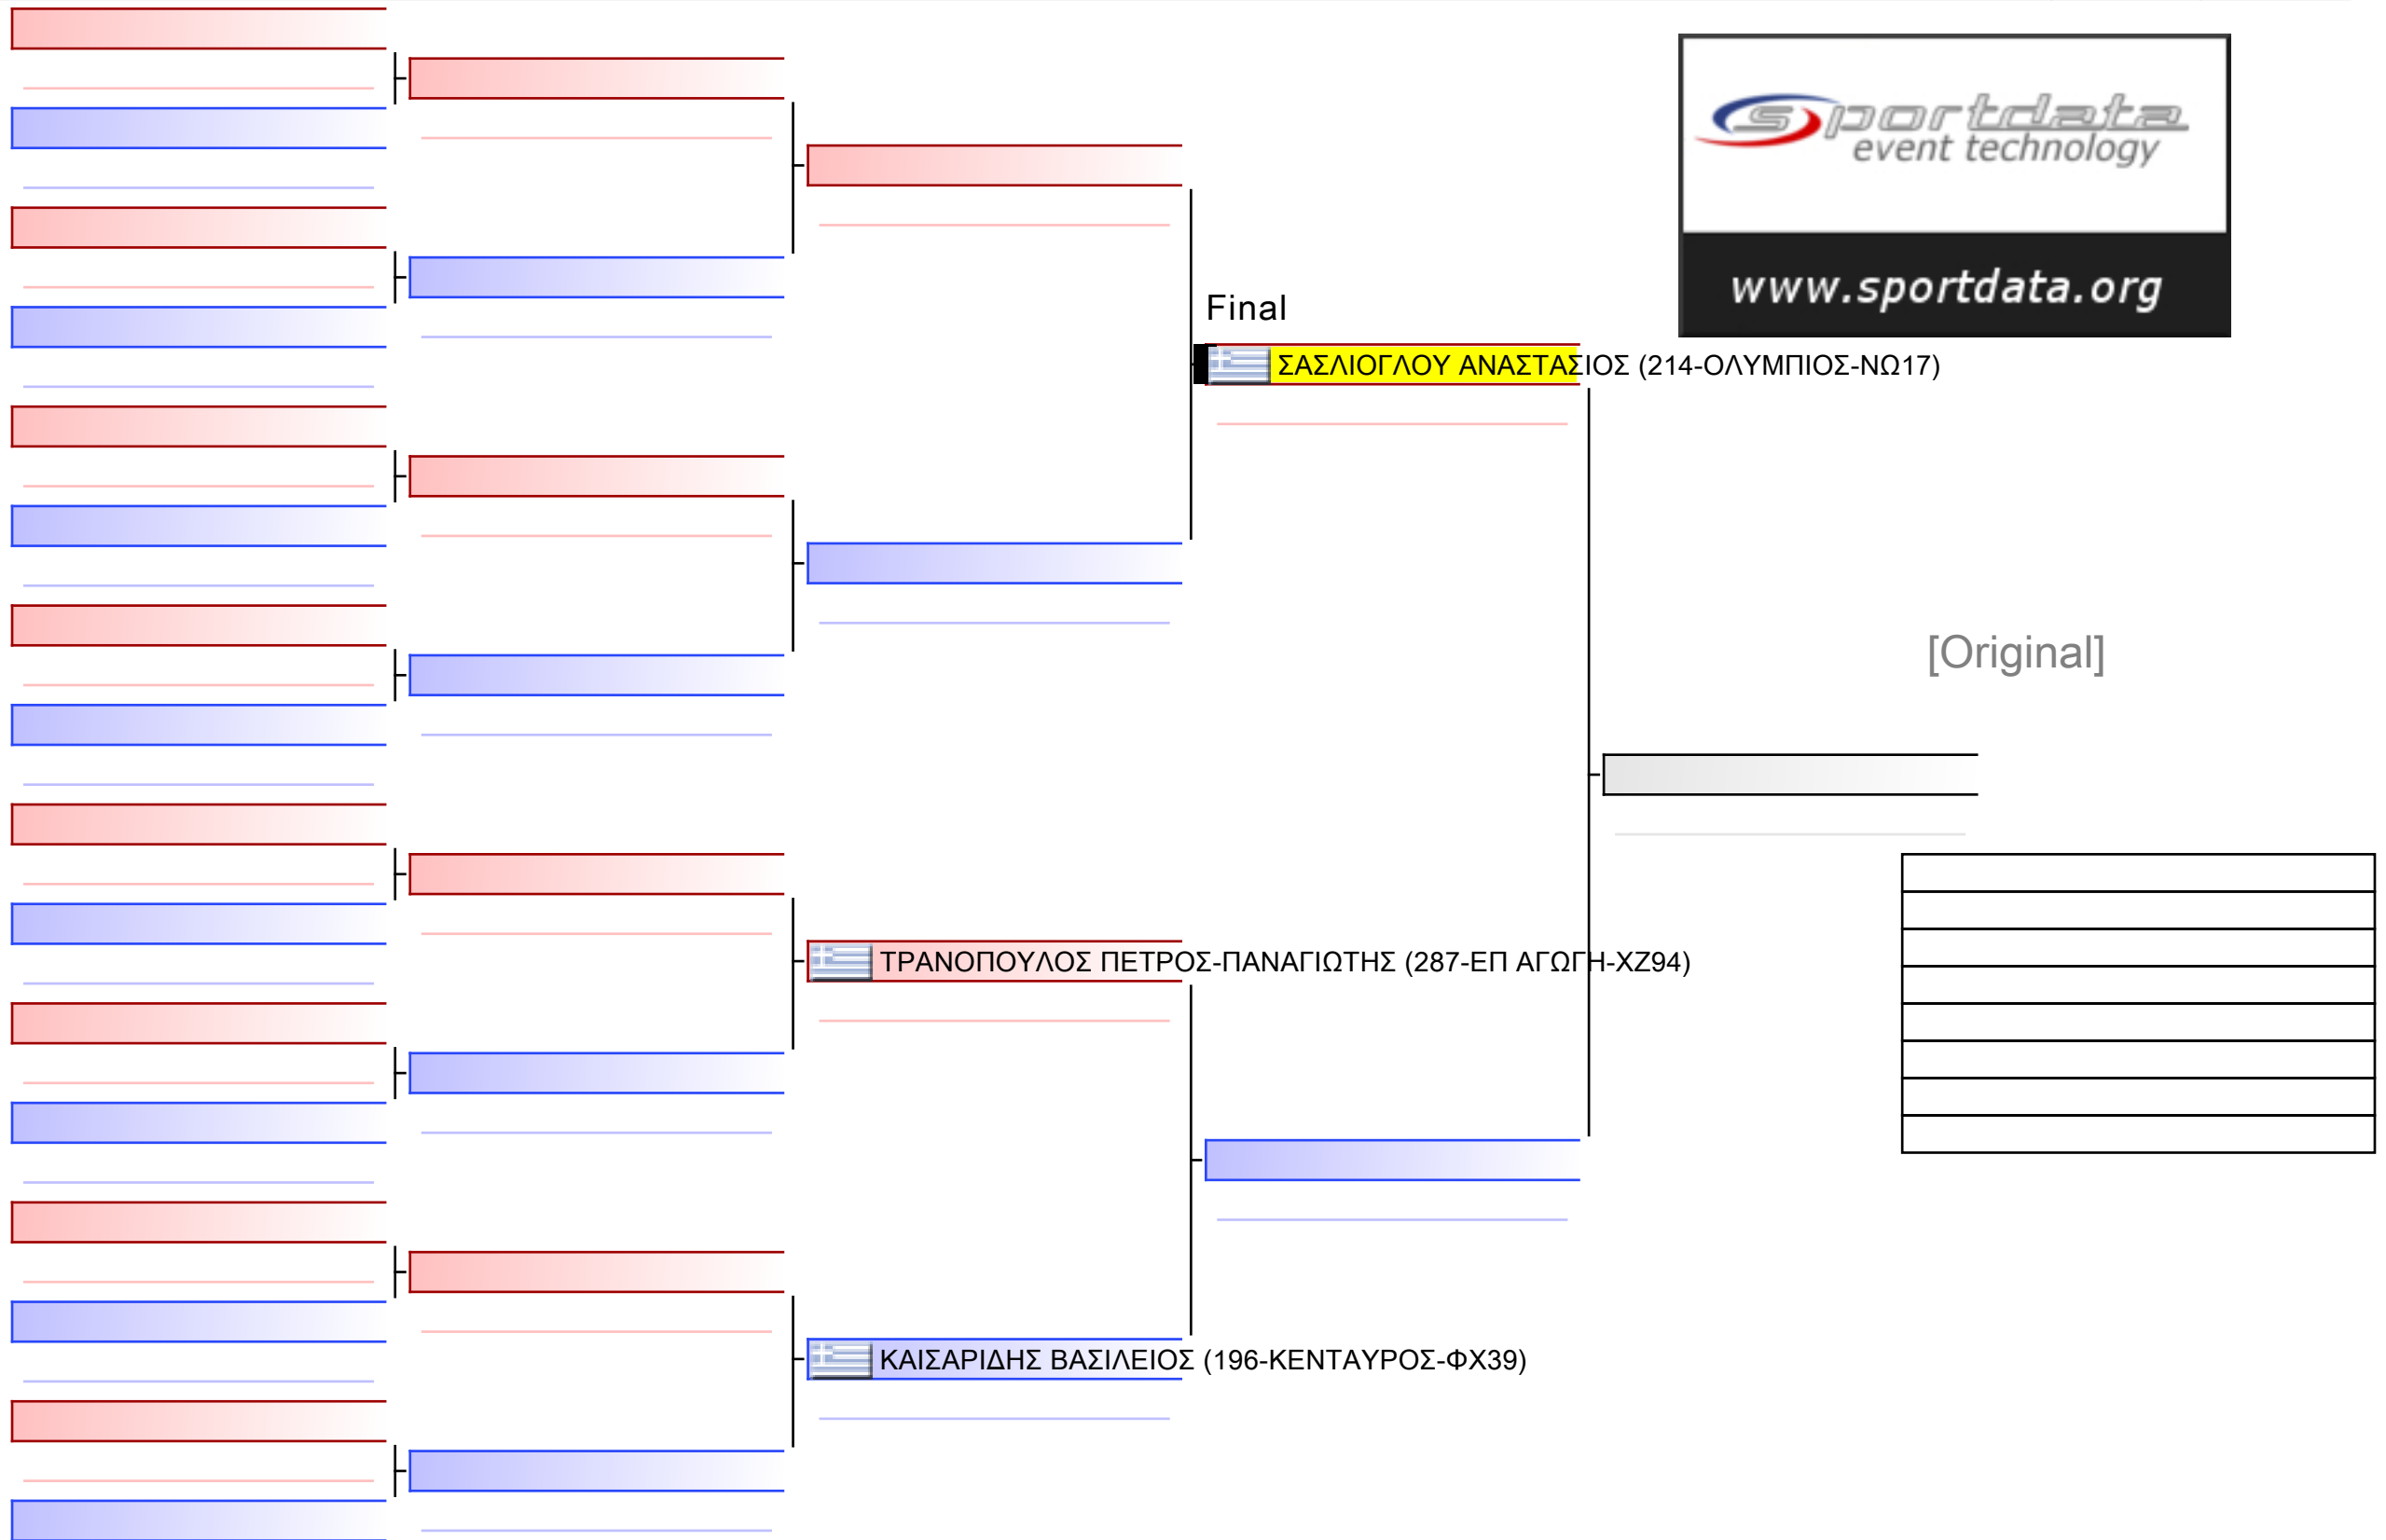 sportdata
event technology
www.sportdata.org
Final
ΣΑΣΛΙΟΓΛΟΥ ΑΝΑΣΤΑΣΙΟΣ (214-ΟΛΥΜΠΙΟΣ-ΝΩ17)
[Original]
ΤΡΑΝΟΠΟΥΛΟΣ ΠΕΤΡΟΣ-ΠΑΝΑΓΙΩΤΗΣ (287-ΕΠ ΑΓΩΓΗ-ΧΖ94)
ΚΑΙΣΑΡΙΔΗΣ ΒΑΣΙΛΕΙΟΣ (196-ΚΕΝΤΑΥΡΟΣ-ΦΧ39)